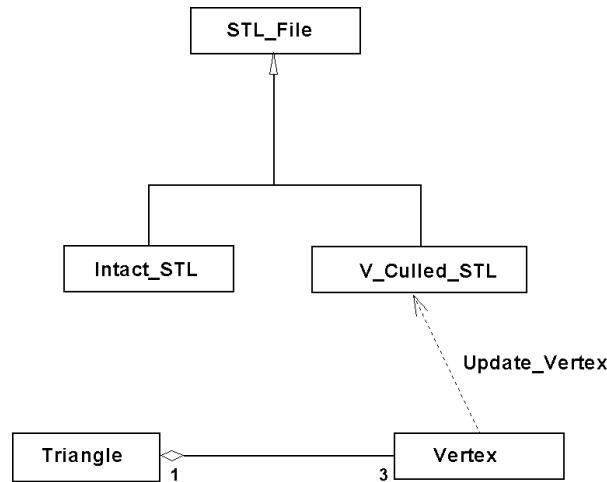 STL_File
Intact_STL
V_Culled_STL
Update_Vertex
Triangle
1
3
Vertex